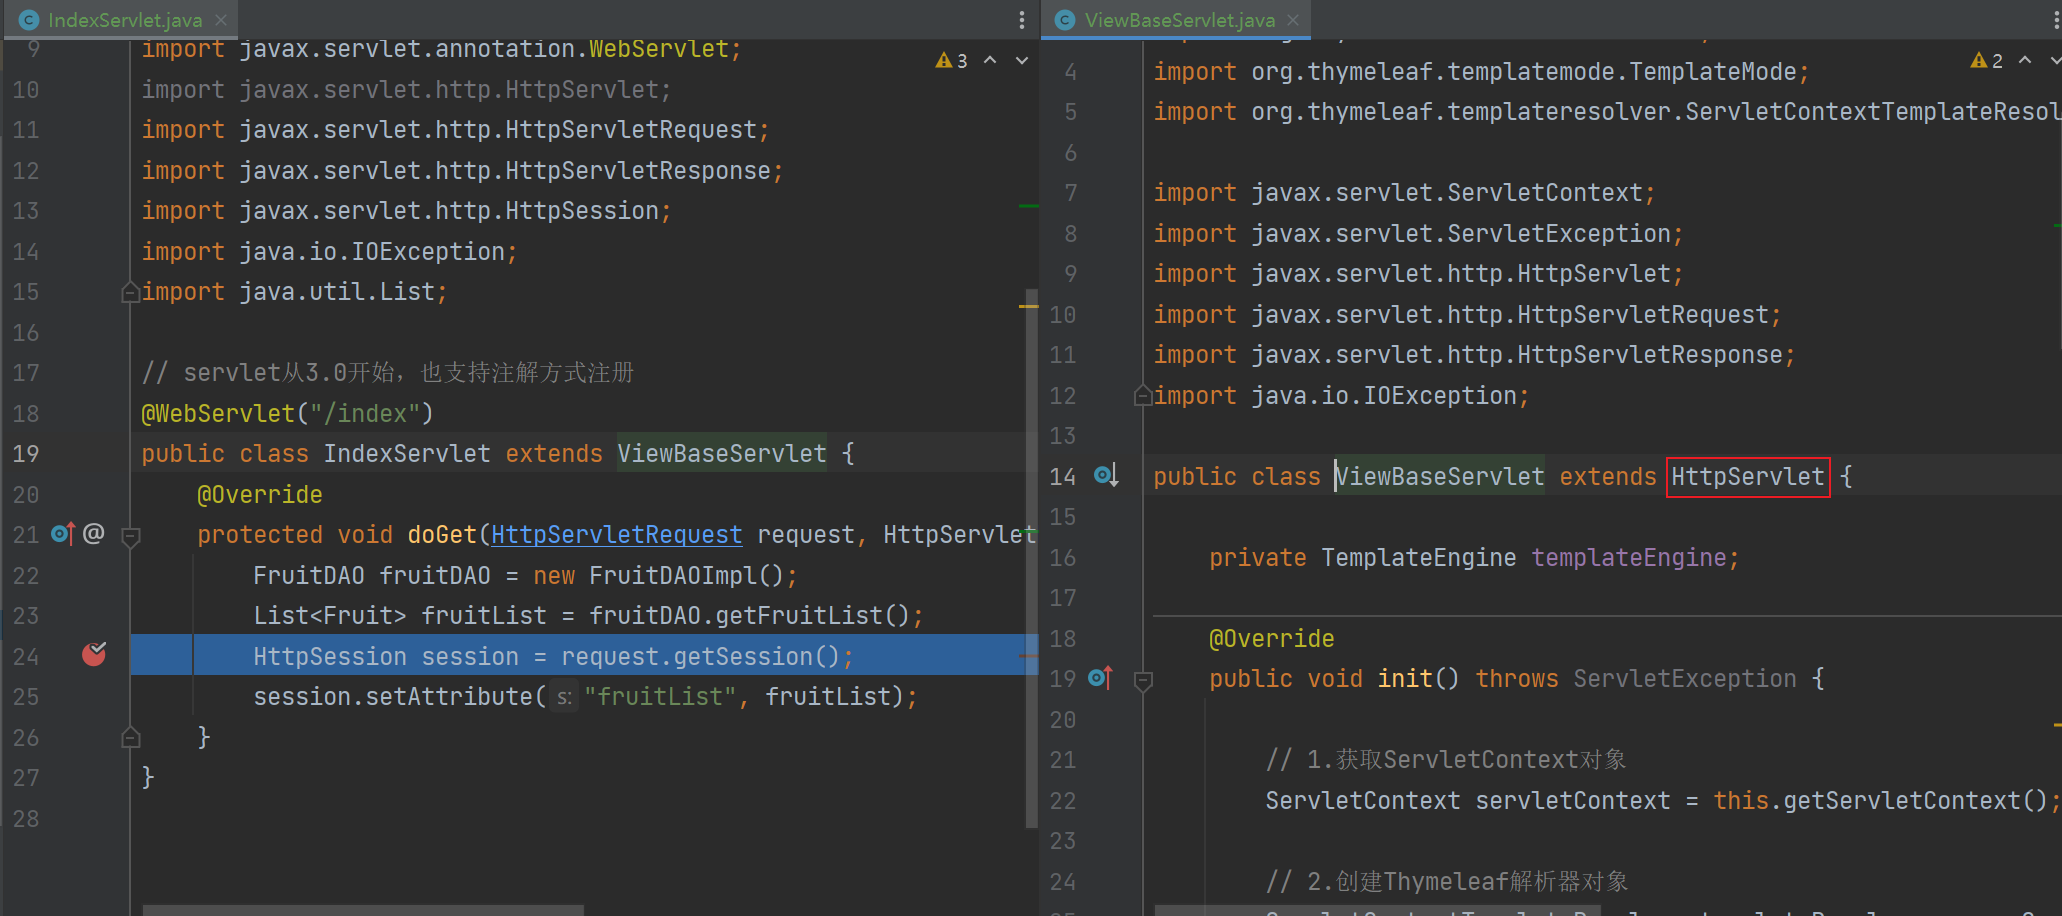 IndexServlet.java
9 import javax.servlet.annotation.WebServlet;
3
10 import javax.servlet.http.HttpServlet;
11 import javax.servlet.http.HttpServletRequest;
12 import javax.servlet.http.HttpServletResponse;
13 import javax.servlet.http.HttpSession;
14 import java.io.IOException;
15 import java.util.List;
16
17 // servlet从3.0开始，也支持注解方式注册
18 @WebServlet("/index")
19 public class IndexServlet extends ViewBaseServlet {
20 @Override
21 @ protected void doGet(HttpServletRequest request, HttpServlet
22 FruitDAO fruitDAO = new FruitDAOImpl();
23 List<Fruit> fruitList = fruitDAO.getFruitList();
24 HttpSession session = request.getSession();
25 session.setAttribute( s: "fruitList", fruitList);
26 }
27 }
28
ViewBaseServlet.java
2
4 import org.thymeleaf.templatemode.TemplateMode;
5 import org.thymeleaf.templateresolver.ServletContextTemplateResol
6
7 import javax.servlet.ServletContext;
8 import javax.servlet.ServletException;
9 import javax.servlet.http.HttpServlet;
10 import javax.servlet.http.HttpServletRequest;
11 import javax.servlet.http.HttpServletResponse;
12 import java.io.IOException;
13
14 public class ViewBaseServlet extends HttpServlet {
15
16 private TemplateEngine templateEngine;
17
18 @Override
19 public void init() throws ServletException {
20
21 // 1.获取ServletContext对象
22 ServletContext servletContext = this.getServletContext();
23
24 // 2.创建Thymeleaf解析器对象